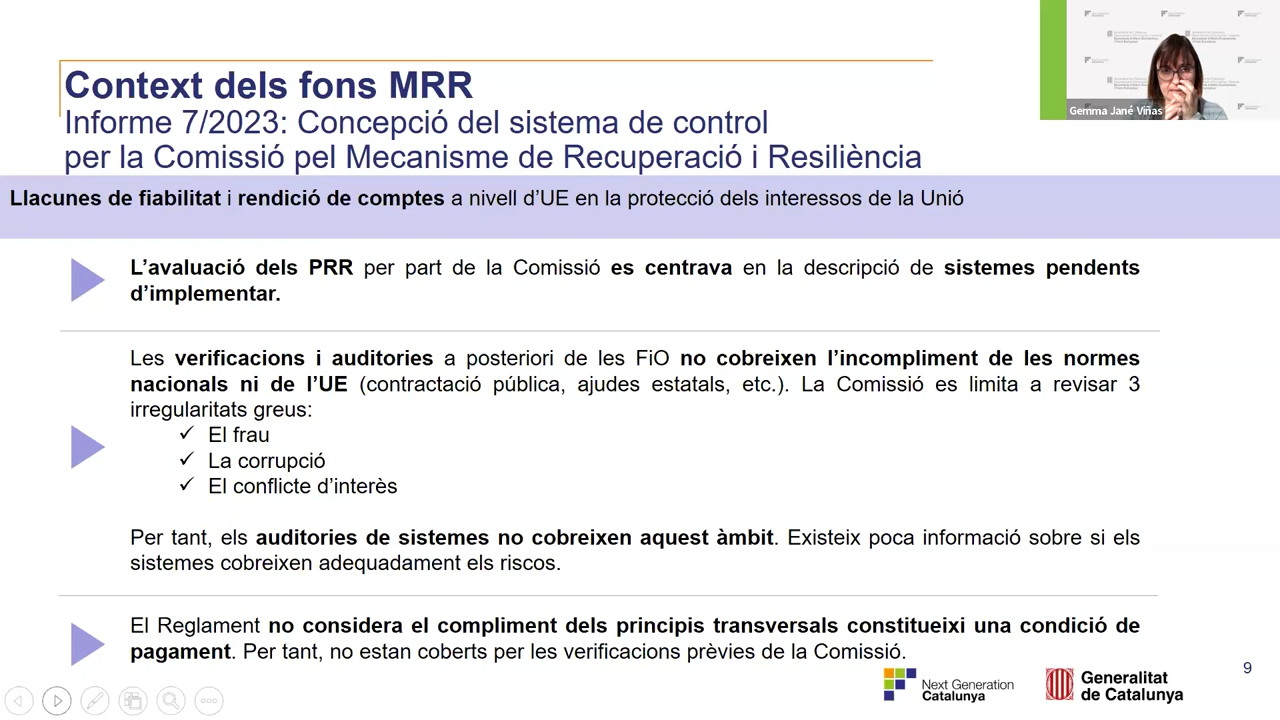 Context dels fons MRR
Informe 7/2023: Concepció del sistema de control
per la Comissió pel Mecanisme de Recuperació i Resiliència
Gemma Jané Viñas
Llacunes de fiabilitat i rendició de comptes a nivell d’UE en la protecció dels interessos de la Unió
L’avaluació dels PRR per part de la Comissió es centrava en la descripció de sistemes pendents
d’implementar.
Les verificacions i auditories a posteriori de les FiO no cobreixen l’incompliment de les normes
nacionals ni de l’UE (contractació pública, ajudes estatals, etc.). La Comissió es limita a revisar 3
irregularitats greus:
✓ El frau
✓ La corrupció
✓ El conflicte d’interès
Per tant, els auditories de sistemes no cobreixen aquest àmbit. Existeix poca informació sobre si els
sistemes cobreixen adequadament els riscos.
El Reglament no considera el compliment dels principis transversals constitueixi una condició de
pagament. Per tant, no estan coberts per les verificacions prèvies de la Comissió.
9
Next Generation
Catalunya
Generalitat
de Catalunya